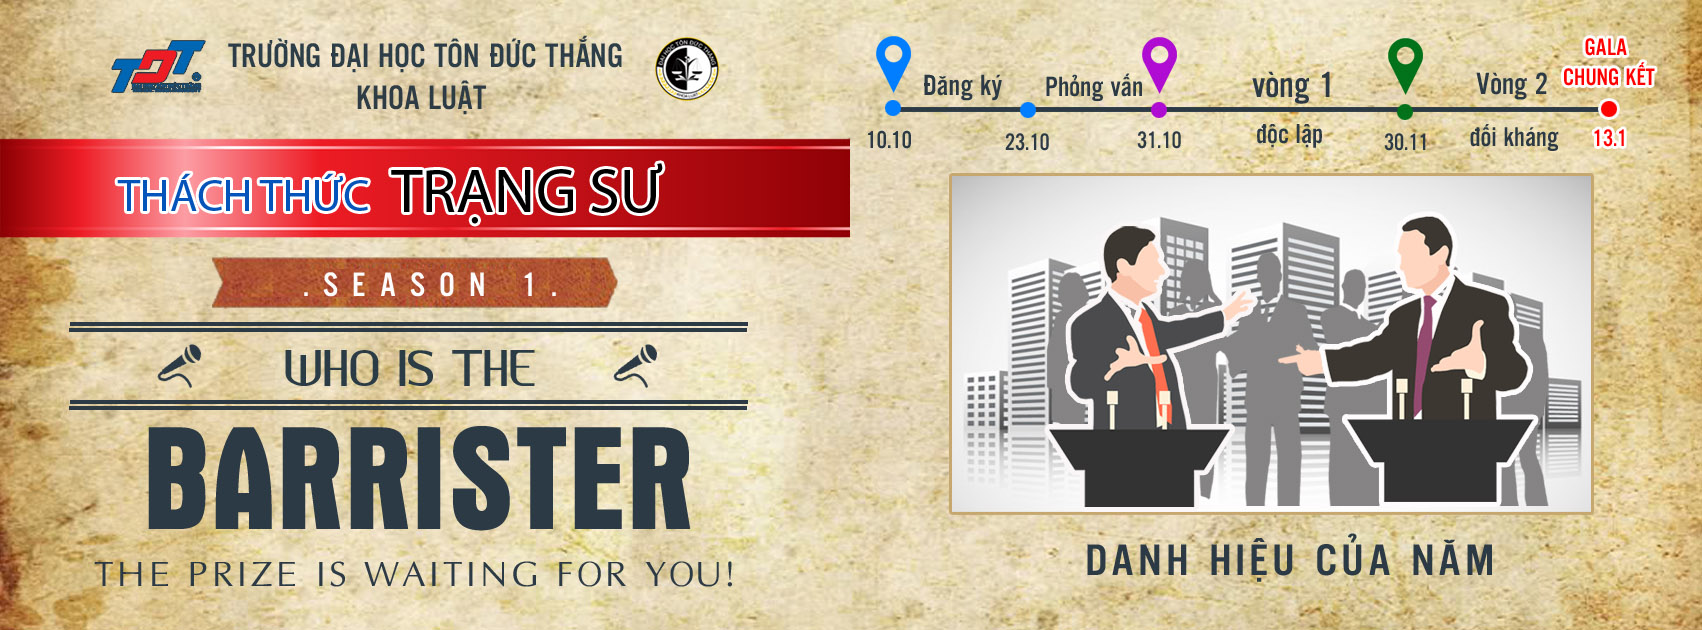 TDT
TRƯỜNG ĐẠI HỌC TÔN ĐỨC THẮNG
KHOA LUẬT
THÁCH THỨC TRẠNG SƯ
.SEASON 1.
WHO IS THE
BARRISTER
THE PRIZE IS WAITING FOR YOU!
Đăng ký
Phỏng vấn
vòng 1
độc lập
Vòng 2
đối kháng
GALA
CHUNG KẾT
10.10
23.10
31.10
30.11
13.1
DANH HIỆU CỦA NĂM